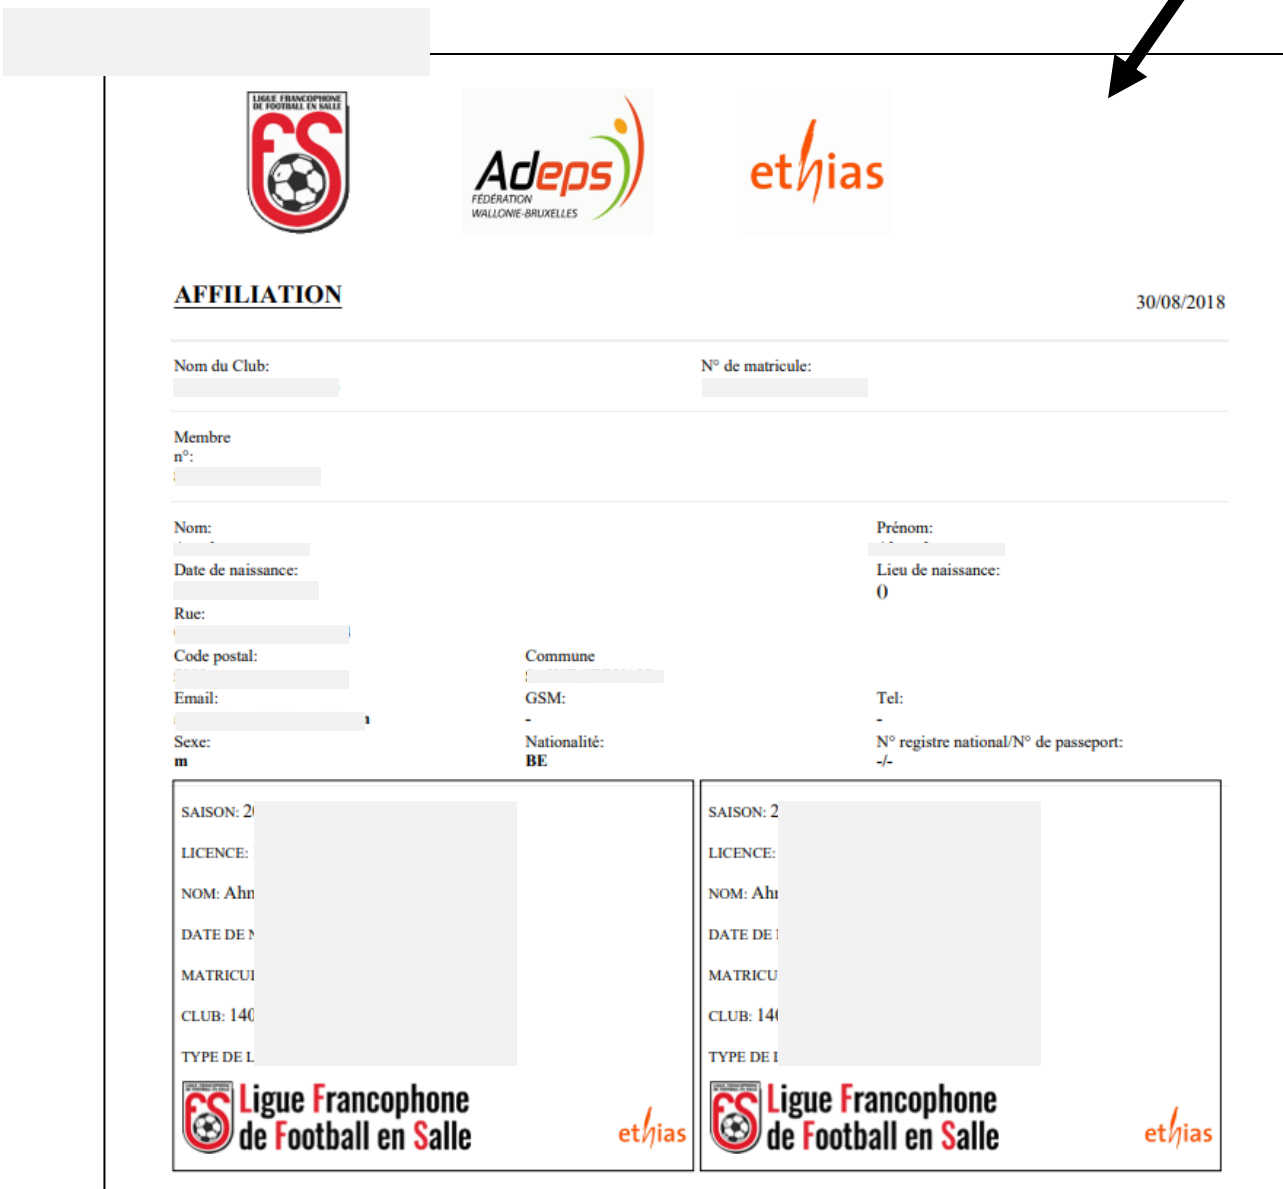 LIGUE FRANCOPHONE
DE FOOTBALL EN SALLE
FS
Adeps
FÉDÉRATION
WALLONIE-BRUXELLES
ethias
AFFILIATION
30/08/2018
Nom du Club: N° de matricule:
Membre
n°:
Nom: Prénom:
Date de naissance: Lieu de naissance:
()
Rue:
Code postal: Commune
Email: GSM: Tel:
- -
Sexe: Nationalité: N° registre national/N° de passeport:
m BE -/-
SAISON:
LICENCE:
NOM:
DATE DE
CLUB:
TYPE DE
Ligue Francophone
de Football en Salle
ethias
SAISON:
LICENCE:
NOM:
DATE DE
CLUB:
TYPE DE
Ligue Francophone
de Football en Salle
ethias